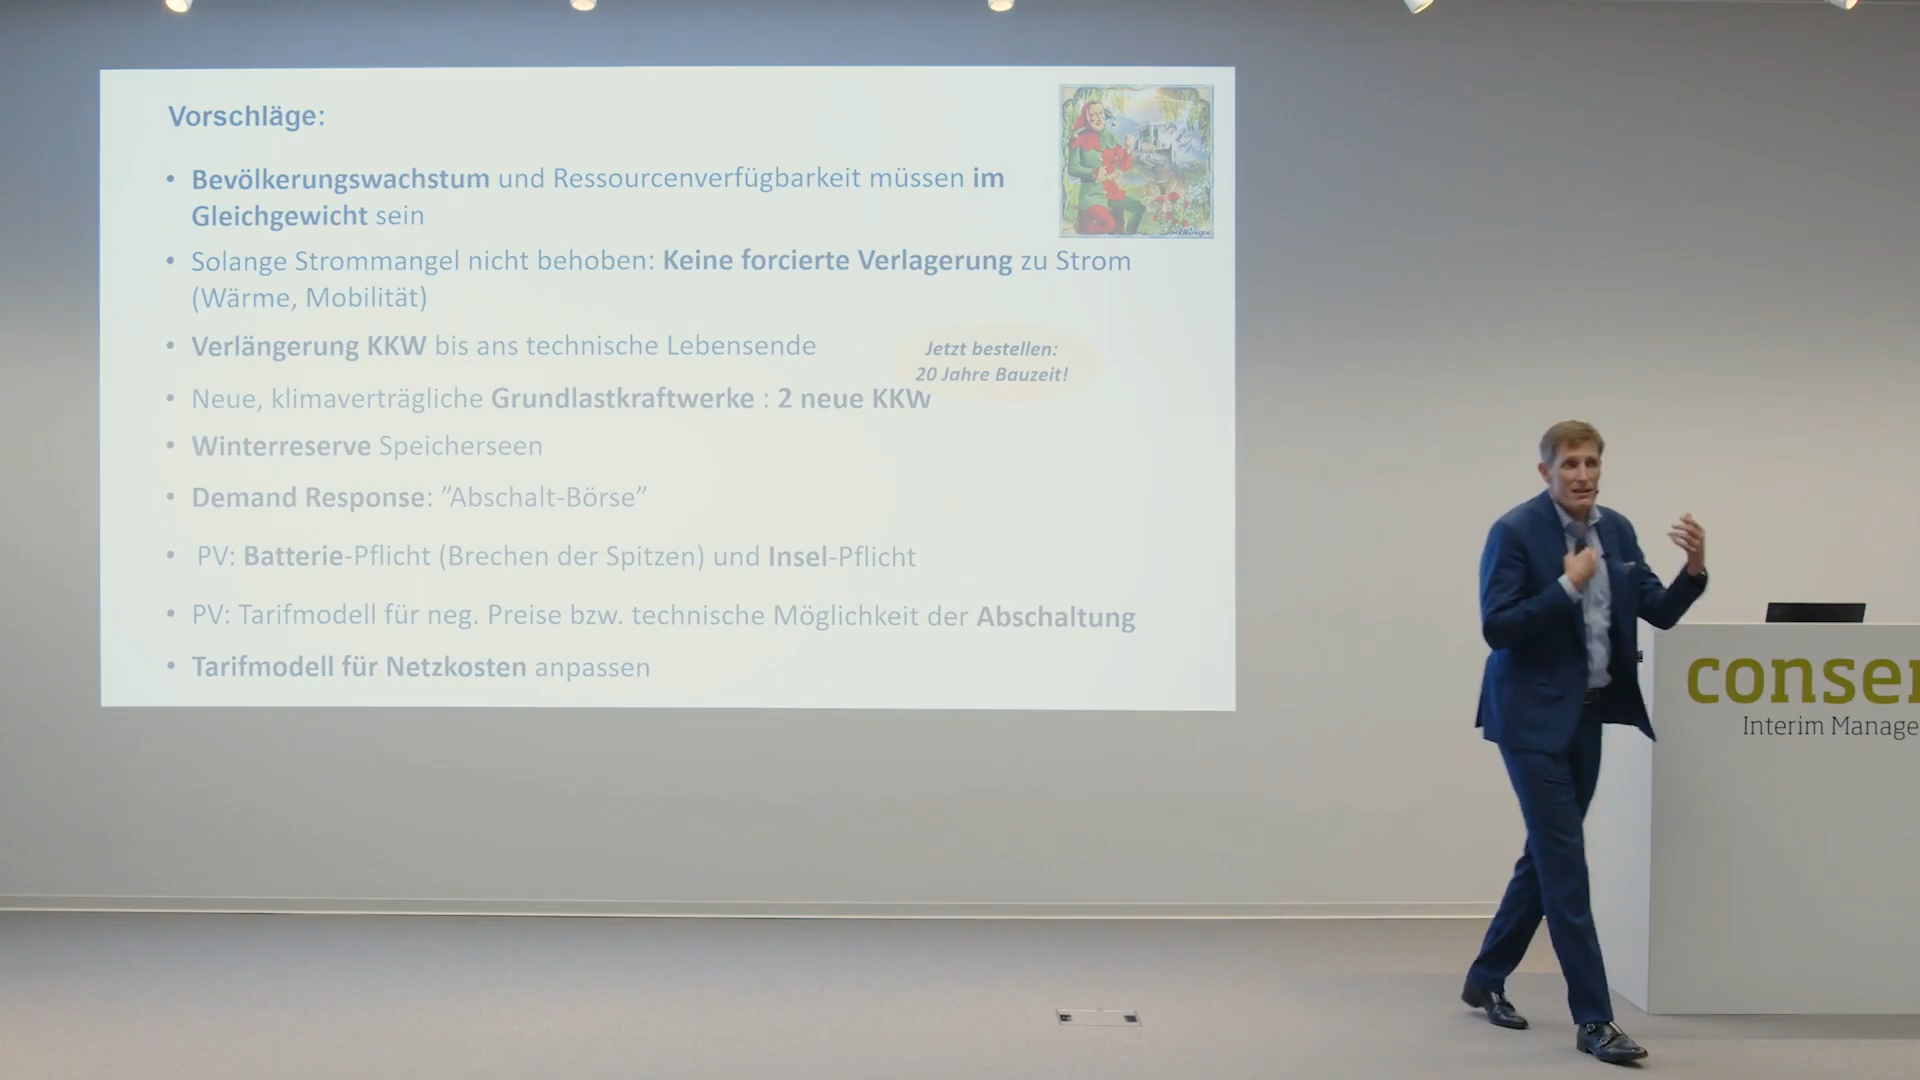 Vorschläge:
• Bevölkerungswachstum und Ressourcenverfügbarkeit müssen im
Gleichgewicht sein
• Solange Strommangel nicht behoben: Keine forcierte Verlagerung zu Strom
(Wärme, Mobilität)
• Verlängerung KKW bis ans technische Lebensende
Jetzt bestellen:
20 Jahre Bauzeit!
• Neue, klimaverträgliche Grundlastkraftwerke : 2 neue KKW
• Winterreserve Speicherseen
• Demand Response: ”Abschalt-Börse”
• PV: Batterie-Pflicht (Brechen der Spitzen) und Insel-Pflicht
• PV: Tarifmodell für neg. Preise bzw. technische Möglichkeit der Abschaltung
• Tarifmodell für Netzkosten anpassen
conser
Interim Manage